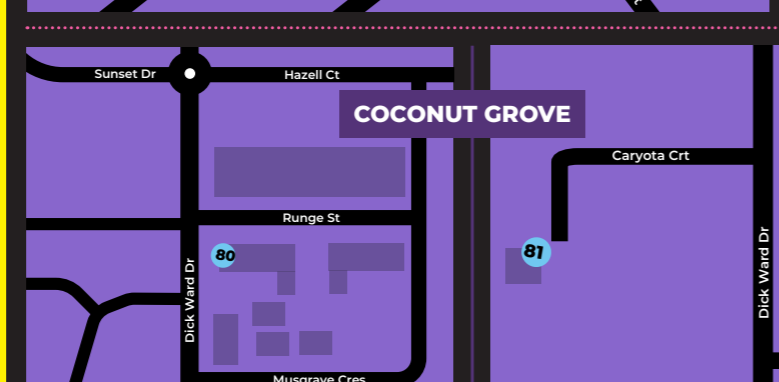 Sunset Dr
Hazell Ct
COCONUT GROVE
Caryota Crt
Runge St
80
81
Dick Ward Dr
Dick Ward Dr
Musgrave Cres